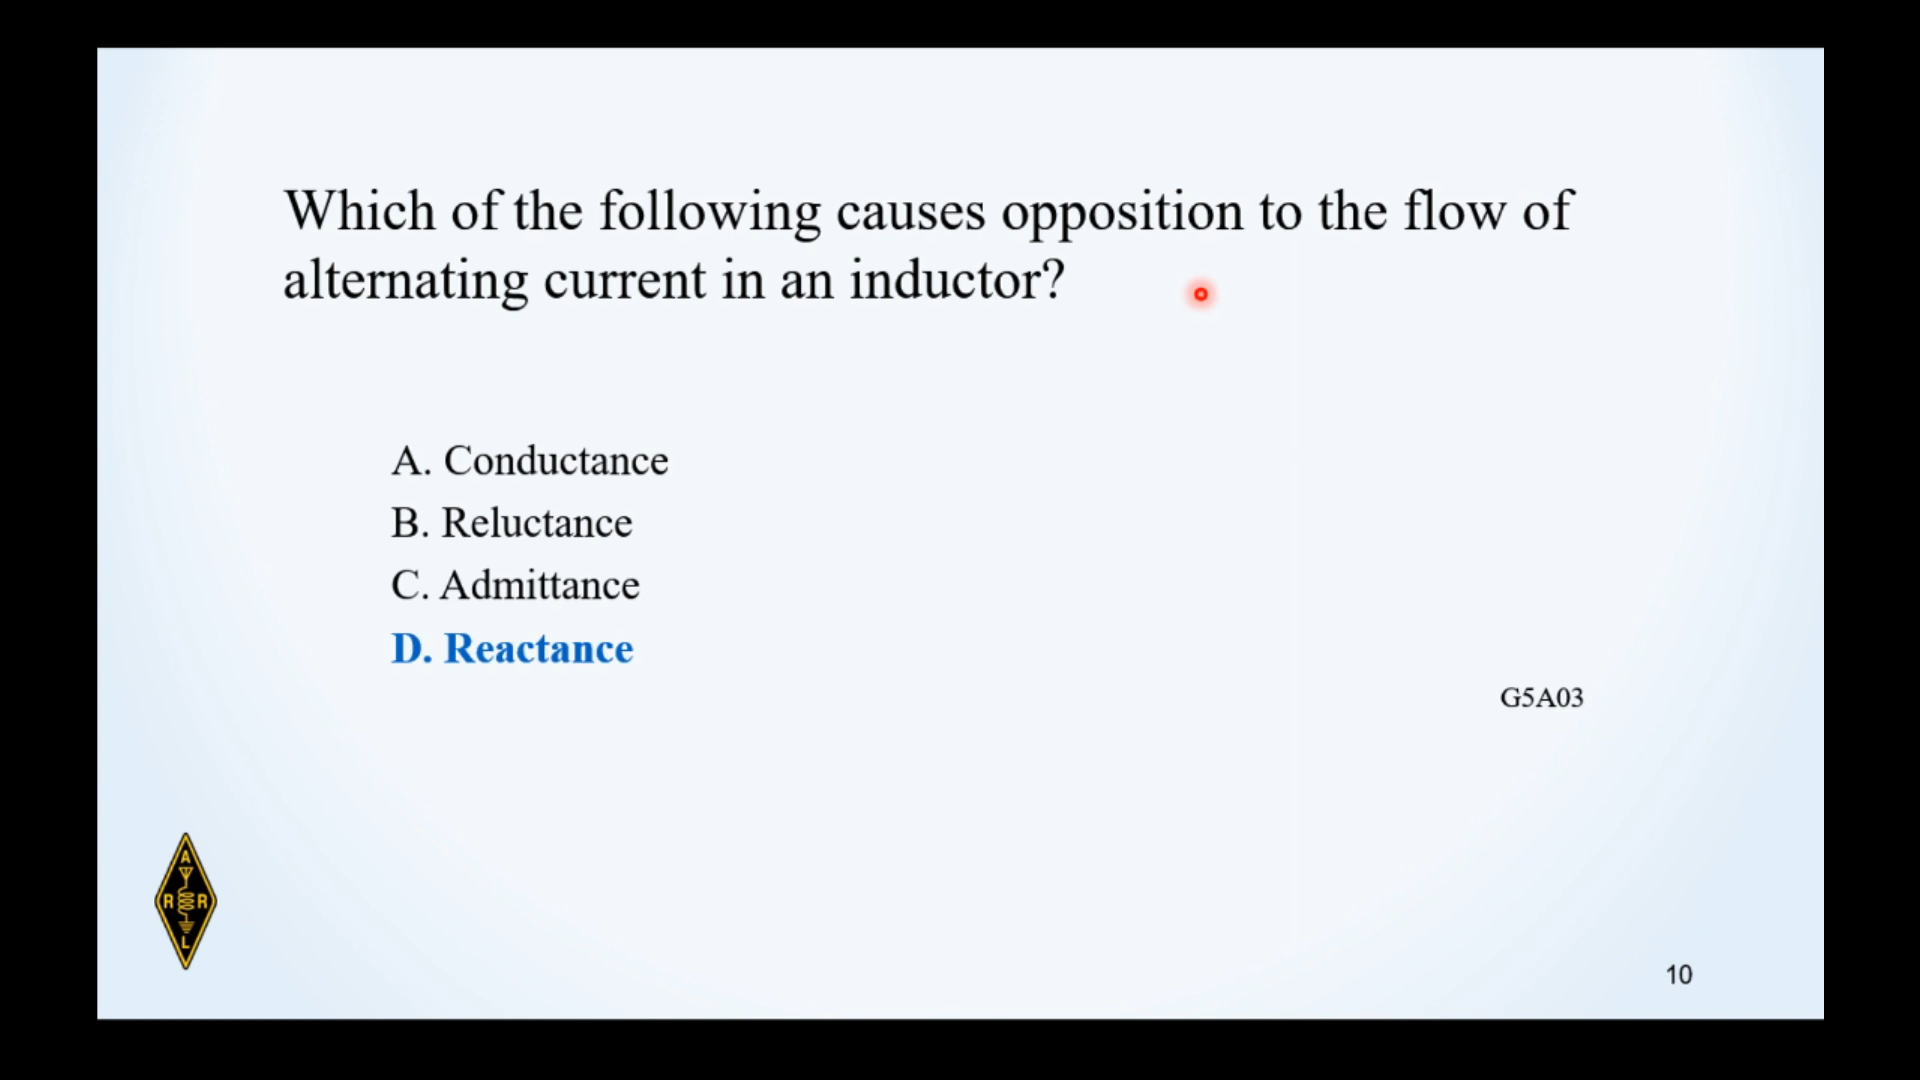 Which of the following causes opposition to the flow of
alternating current in an inductor?
A. Conductance
B. Reluctance
C. Admittance
D. Reactance
G5A03
A
R R
L
10